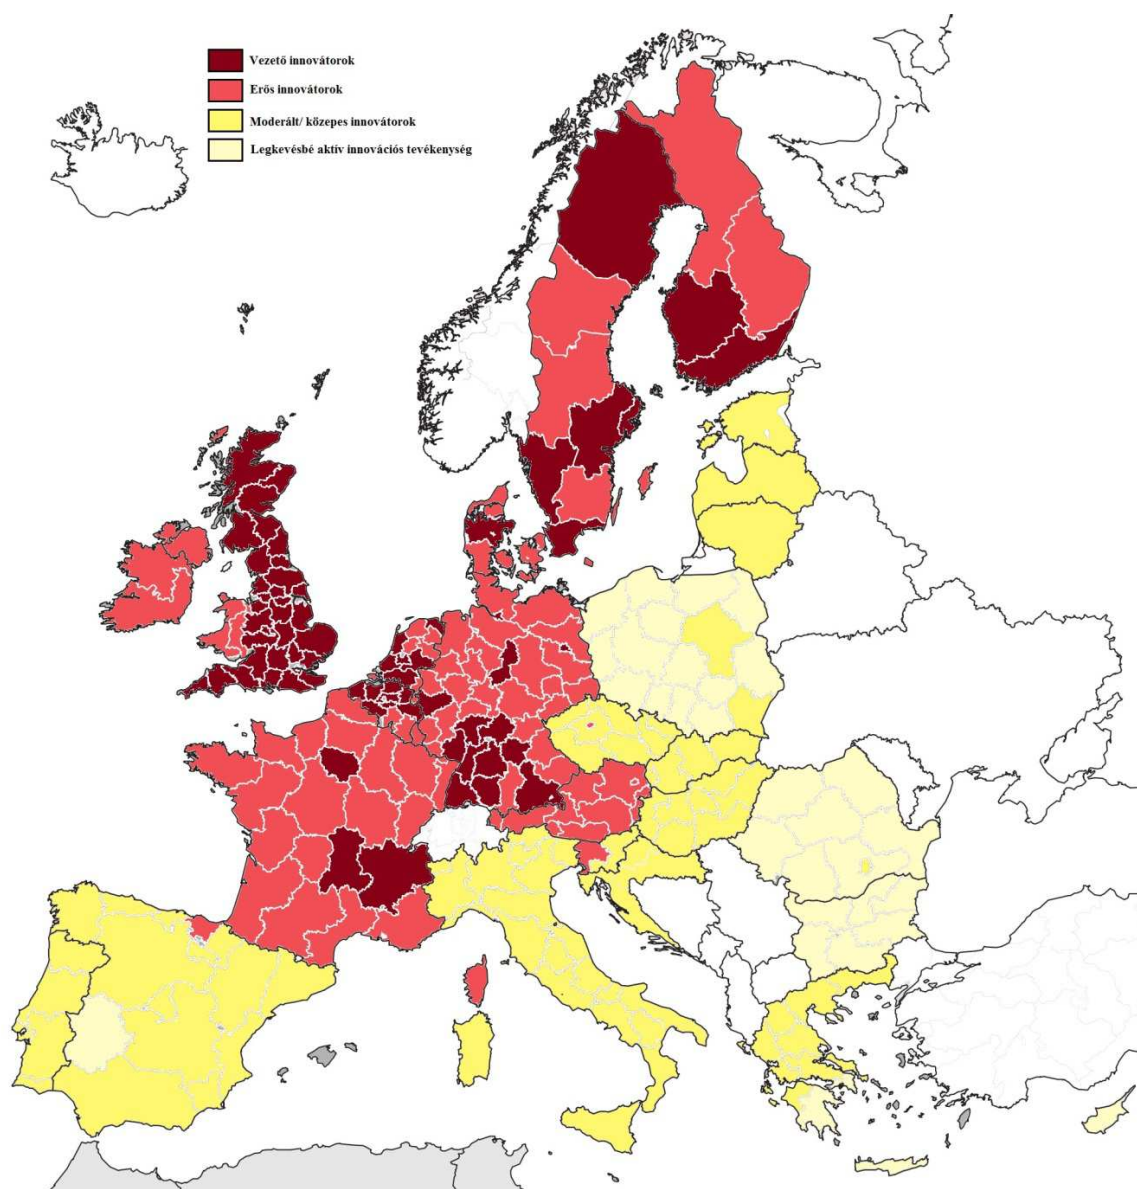 Vezető innovátorok
Erős innovátorok
Moderált/ közepes innovátorok
Legkevésbé aktív innovációs tevékenység